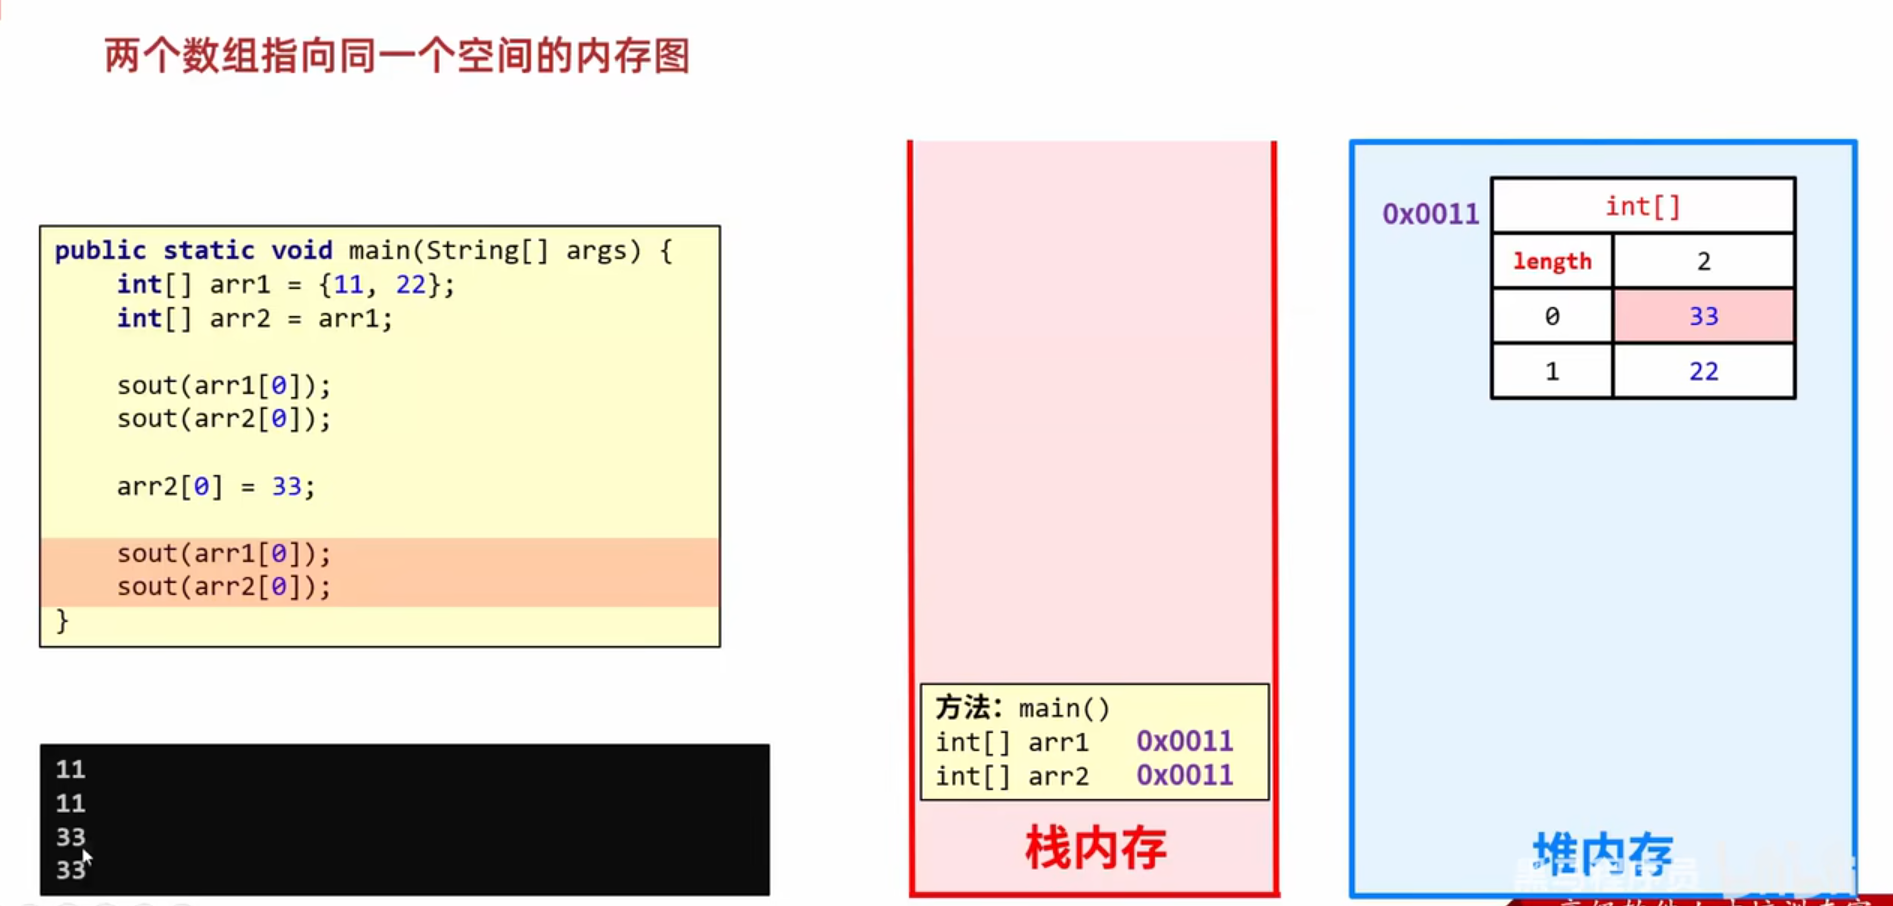 两个数组指向同一个空间的内存图
public static void main(String[] args) {
    int[] arr1 = {11, 22};
    int[] arr2 = arr1;
    sout(arr1[0]);
    sout(arr2[0]);
    arr2[0] = 33;
    sout(arr1[0]);
    sout(arr2[0]);
}
11
11
33
33
方法：main()
int[] arr1 0x0011
int[] arr2 0x0011
栈内存
0x0011
int[]
length 2
0 33
1 22
堆内存